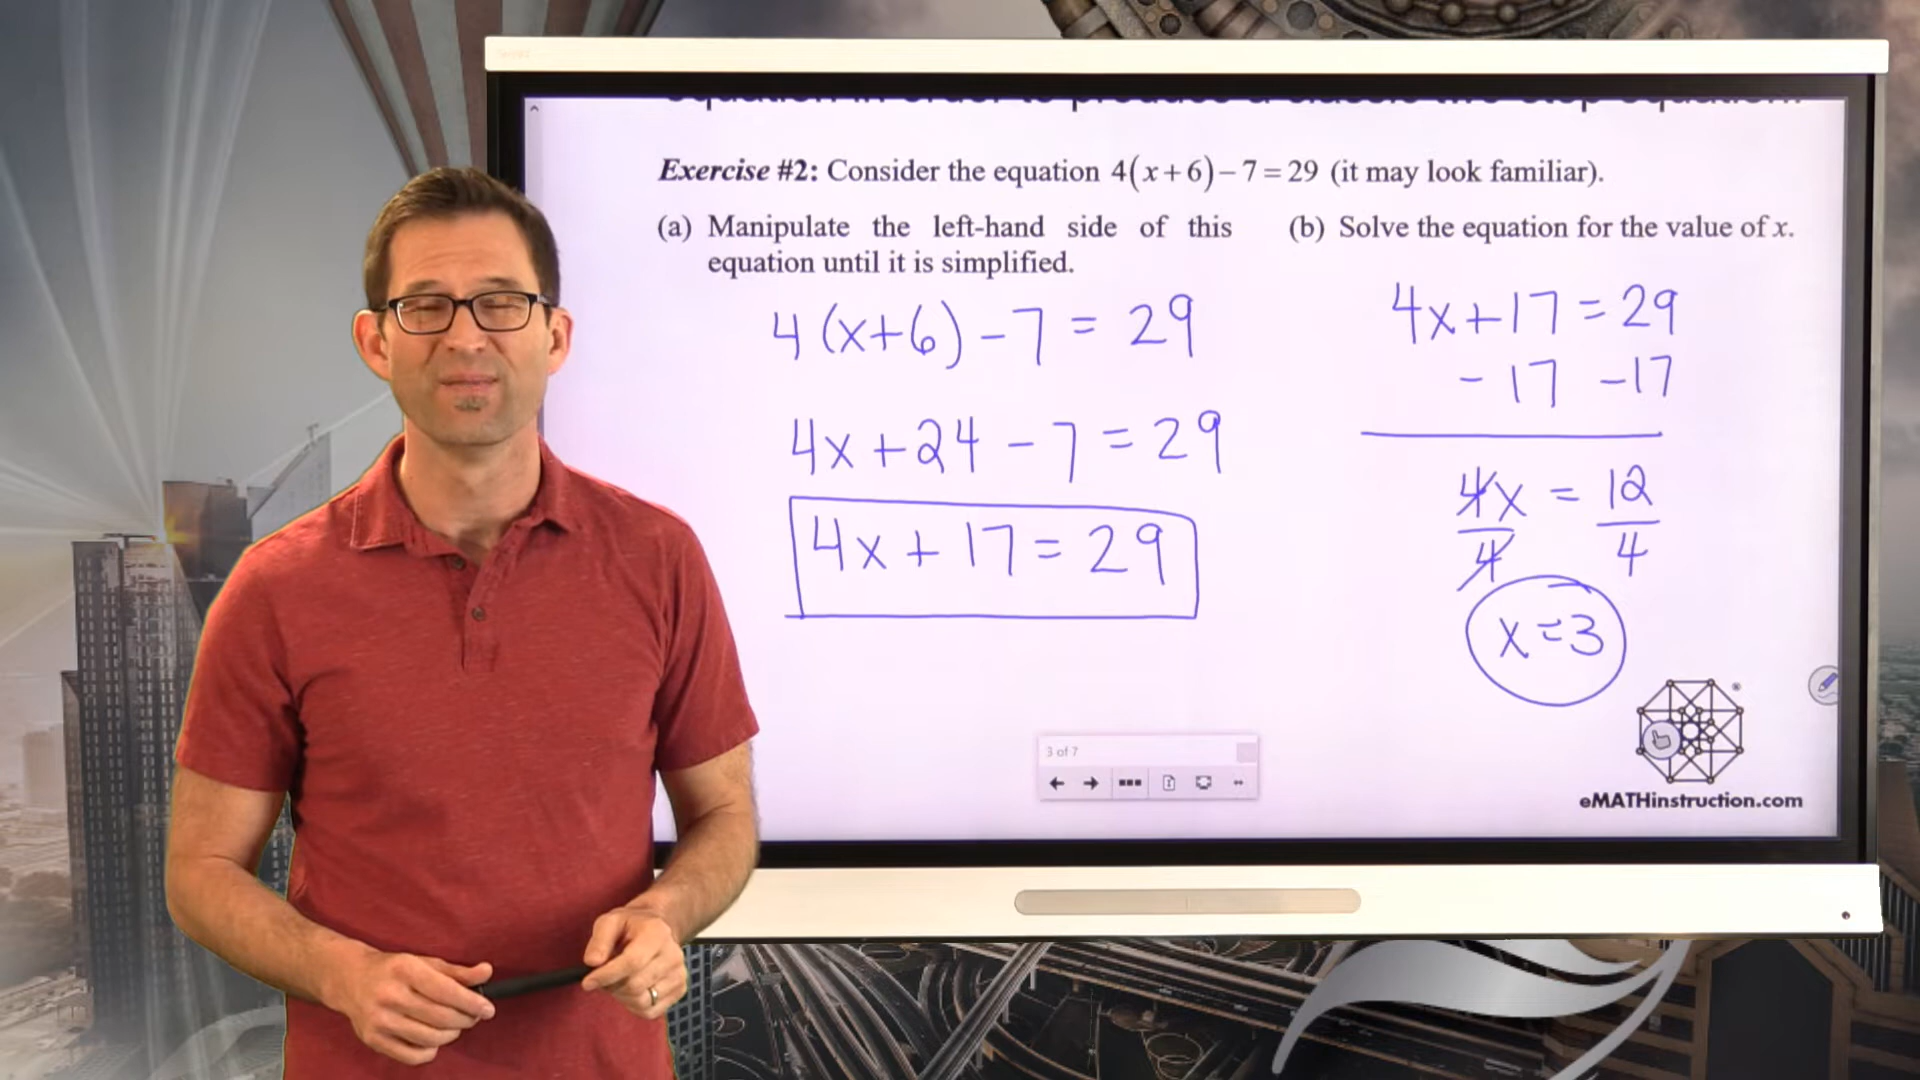 Exercise #2: Consider the equation 4(x+6)−7=29 (it may look familiar).
(a) Manipulate the left-hand side of this
equation until it is simplified.
4(x+6)−7=29
4x+24−7=29
4x+17=29
(b) Solve the equation for the value of x.
4x+17=29
−17 −17
4x = 12
4 4
x=3
3 of 7
eMATHinstruction.com